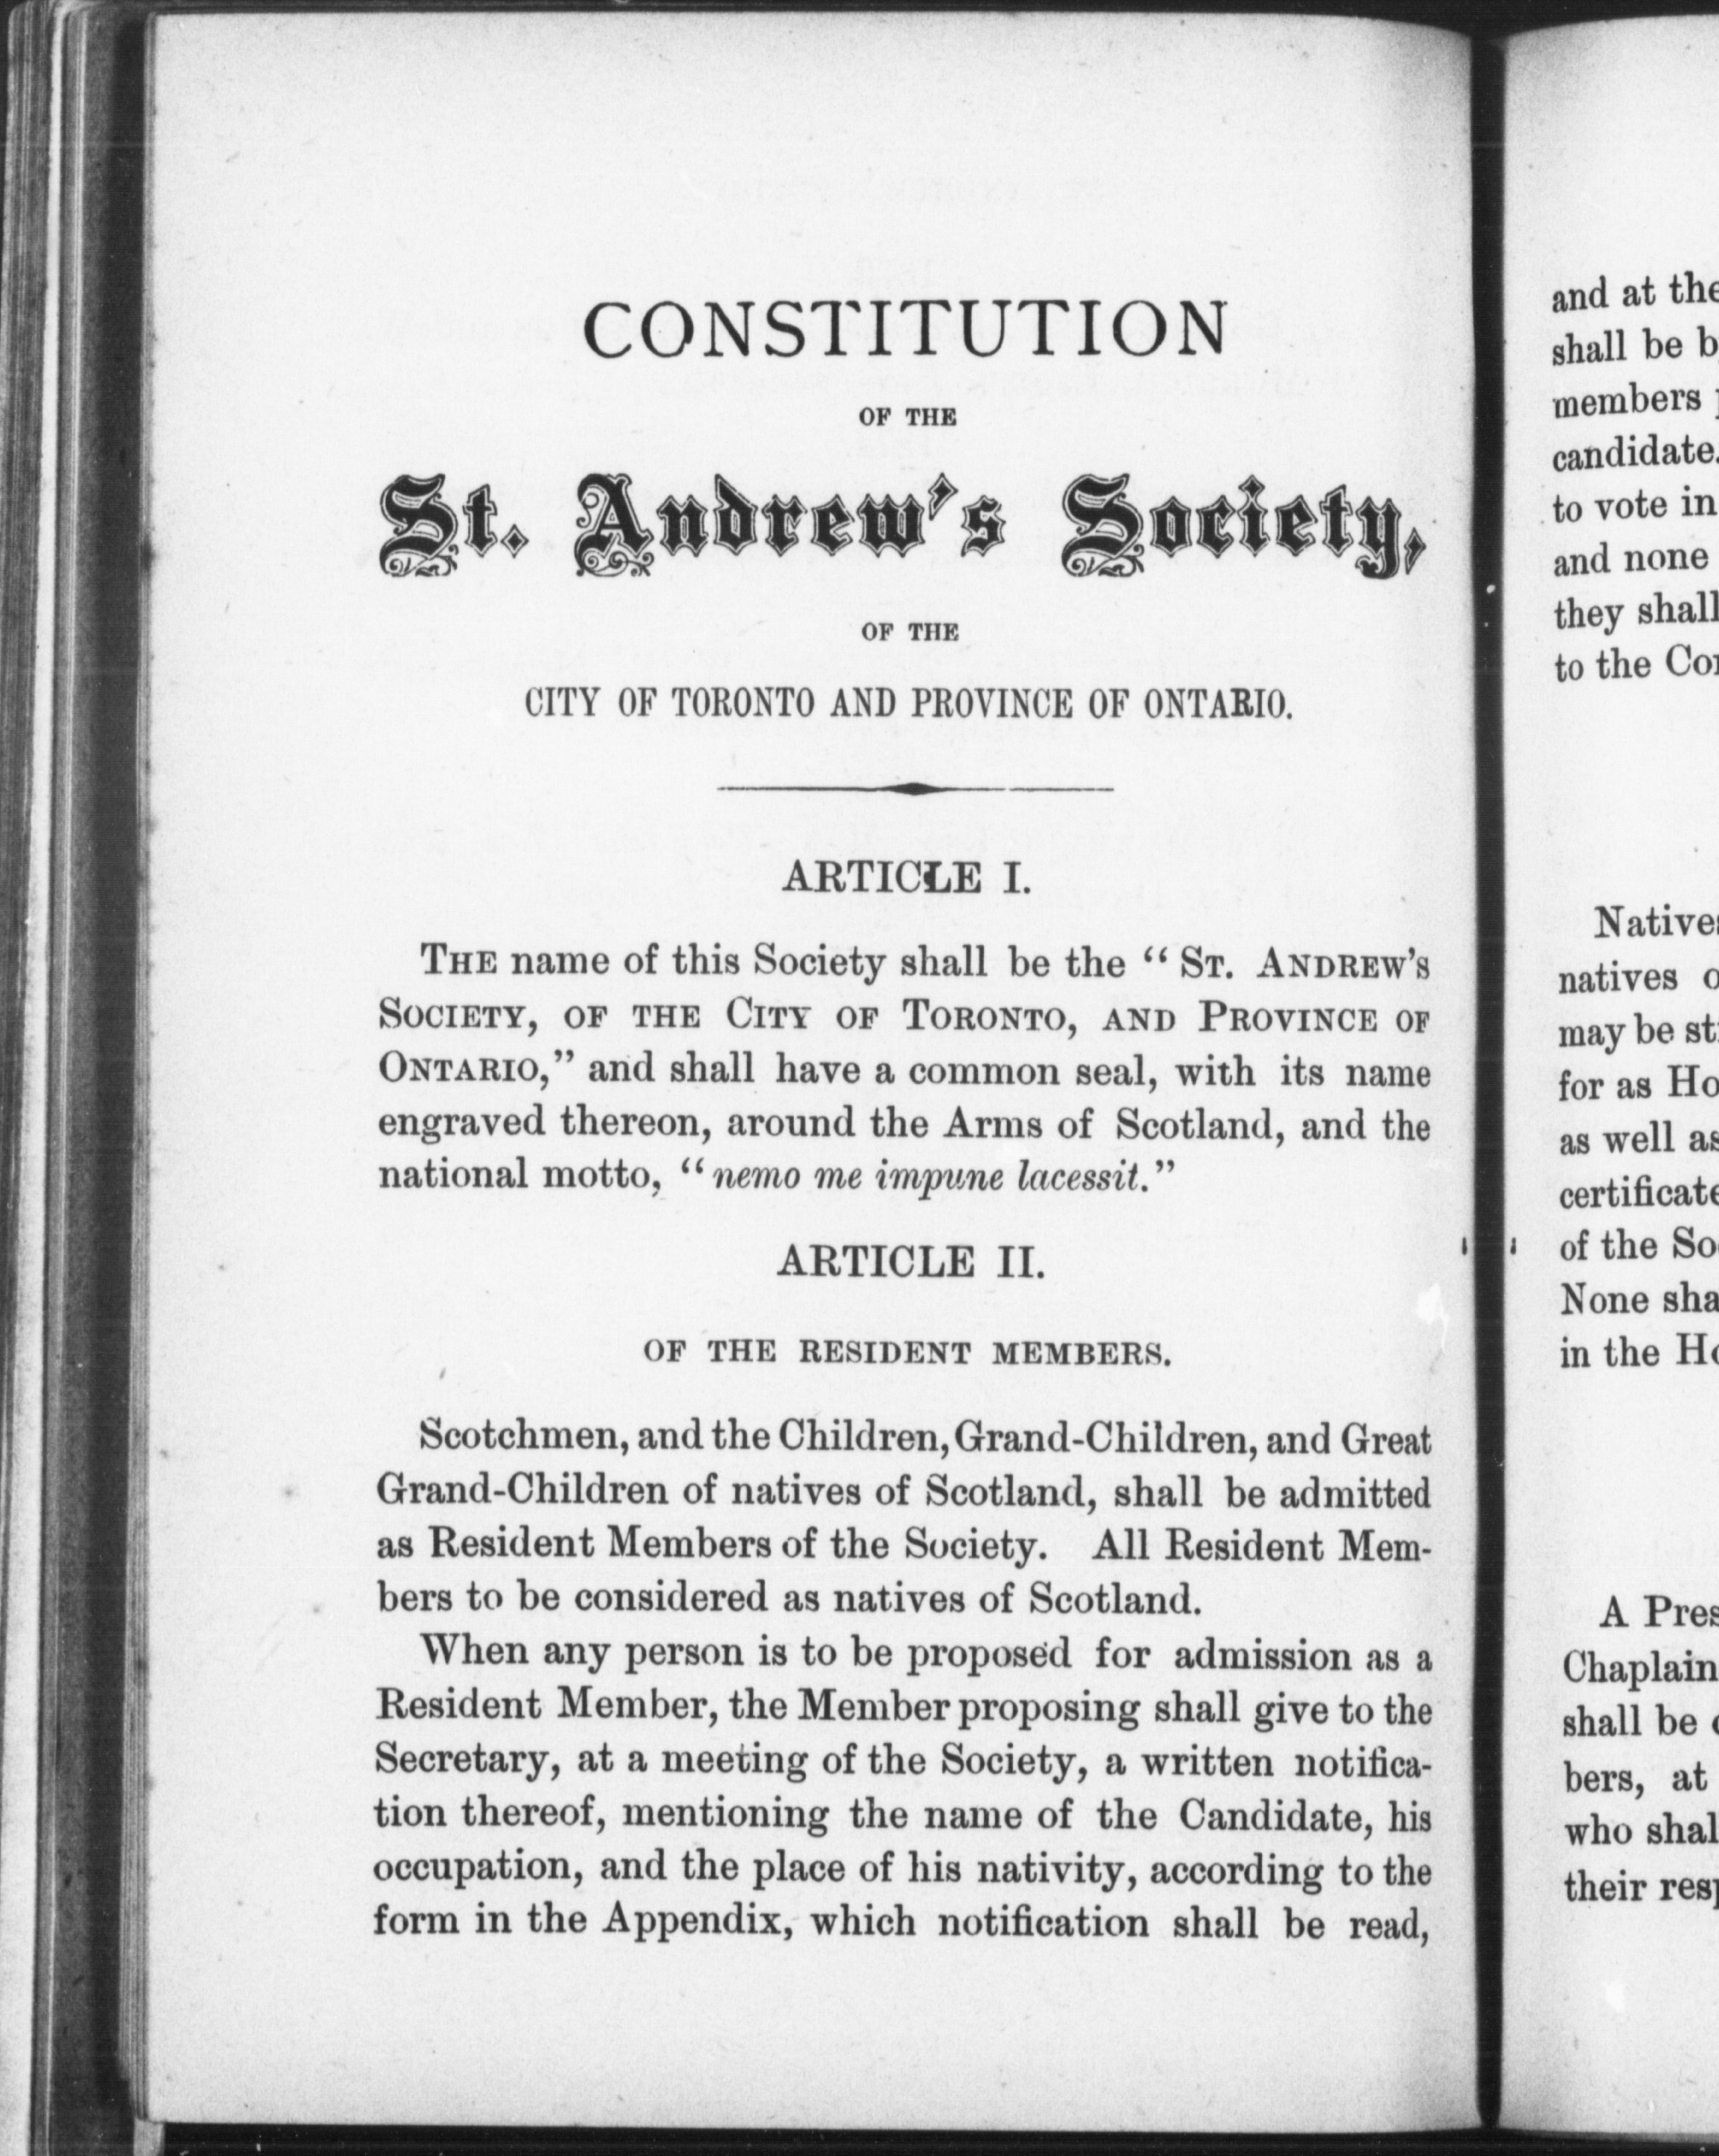 CONSTITUTION
OF THE
St. Andrew's Society,
OF THE
CITY OF TORONTO AND PROVINCE OF ONTARIO.
ARTICLE I.
THE name of this Society shall be the "ST. ANDREW'S
SOCIETY, OF THE CITY OF TORONTO, AND PROVINCE OF
ONTARIO," and shall have a common seal, with its name
engraved thereon, around the Arms of Scotland, and the
national motto, "nemo me impune lacessit."
ARTICLE II.
OF THE RESIDENT MEMBERS.
Scotchmen, and the Children, Grand-Children, and Great
Grand-Children of natives of Scotland, shall be admitted
as Resident Members of the Society. All Resident Mem-
bers to be considered as natives of Scotland.
When any person is to be proposed for admission as a
Resident Member, the Member proposing shall give to the
Secretary, at a meeting of the Society, a written notifica-
tion thereof, mentioning the name of the Candidate, his
occupation, and the place of his nativity, according to the
form in the Appendix, which notification shall be read,
and at the
shall be
members
candidate.
to vote in
and none
they shall
to the
natives
may be
for as
as well as
of the
None
in the
A
Chaplain
shall be
bers, at
who
their